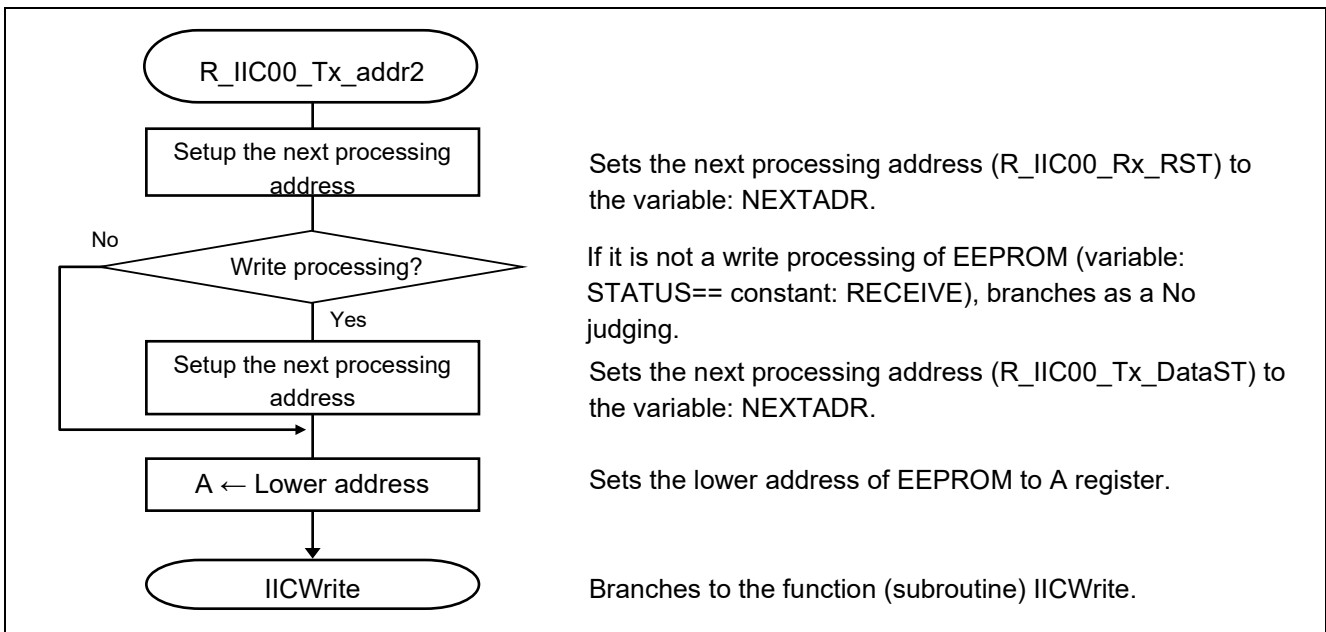 R_IIC00_Tx_addr2
Setup the next processing
address
Sets the next processing address (R_IIC00_Rx_RST) to
the variable: NEXTADR.
No
Write processing?
If it is not a write processing of EEPROM (variable:
STATUS== constant: RECEIVE), branches as a No
judging.
Yes
Setup the next processing
address
Sets the next processing address (R_IIC00_Tx_DataST) to
the variable: NEXTADR.
A ← Lower address
Sets the lower address of EEPROM to A register.
IICWrite
Branches to the function (subroutine) IICWrite.